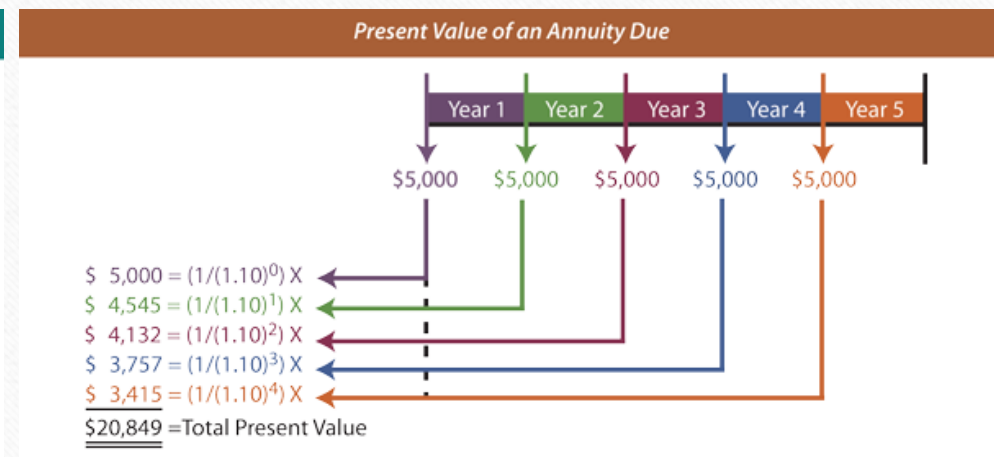 Present Value of an Annuity Due
Year 1 Year 2 Year 3 Year 4 Year 5
$5,000 $5,000 $5,000 $5,000 $5,000
$ 5,000 = (1/(1.10)⁰) X
$ 4,545 = (1/(1.10)¹) X
$ 4,132 = (1/(1.10)²) X
$ 3,757 = (1/(1.10)³) X
$ 3,415 = (1/(1.10)⁴) X
$20,849 =Total Present Value